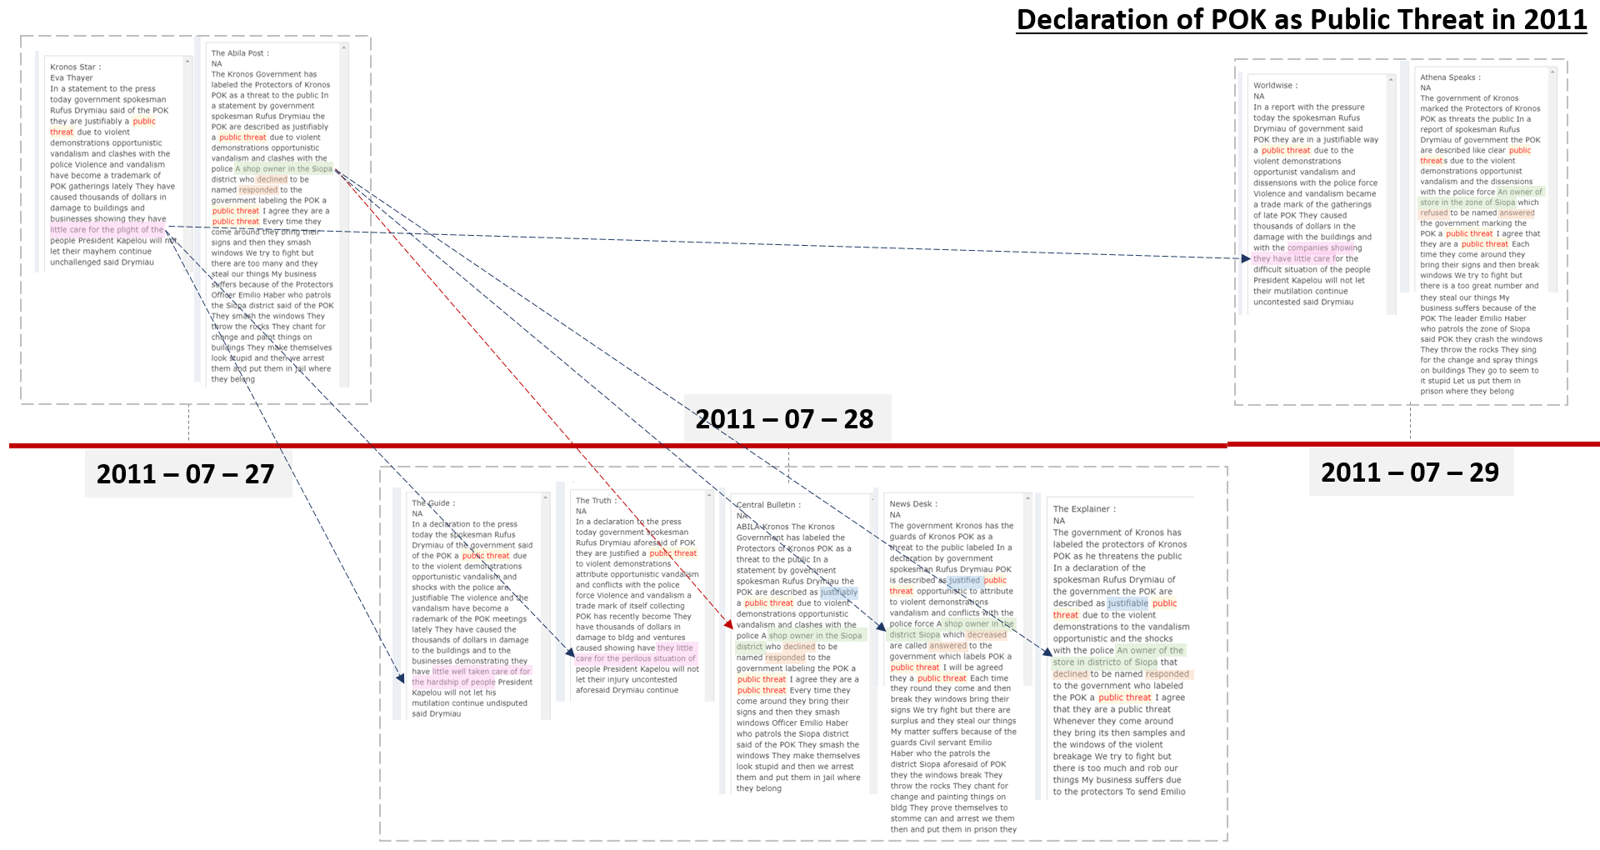 Declaration of POK as Public Threat in 2011
Kronos Star :
Eva Thayer
In a statement to the press
today government spokesman
Rufus Drymiau said of the POK
they are justifiably a public
threat due to violent
demonstrations opportunistic
vandalism and clashes with the
police Violence and vandalism
have become a trademark of
POK gatherings lately They have
caused thousands of dollars in
damage to buildings and
businesses showing they have
little care for the plight of the
people President Kapelou will not
let their mayhem continue
unchallenged said Drymiau
The Abila Post :
NA
The Kronos Government has
labeled the Protectors of Kronos
POK as a threat to the public In
a statement by government
spokesman Rufus Drymiau the
POK are described as justifiably
a public threat due to violent
demonstrations opportunistic
vandalism and clashes with the
police A shop owner in the Siopa
district who declined to be
named responded to the
government labeling the POK a
public threat I agree they are a
public threat Every time they
come around they bring their
signs and then they smash
windows We try to fight but
there are too many and they
steal our things My business
suffers because of the Protectors
Officer Emilio Haber who patrols
the Siopa district said of the POK
They smash the windows They
throw the rocks They chant for
change and paint things on
buildings They make themselves
look stupid and then we arrest
them and put them in jail where
they belong
Worldwise :
NA
In a report with the pressure
today the spokesman Rufus
Drymiau of government said
POK they are in a justifiable way
a public threat due to the
violent demonstrations
opportunist vandalism and
dissensions with the police force
Violence and vandalism became
a trade mark of the gatherings
of late POK They caused
thousands of dollars in the
damage with the buildings and
with the companies showing
they have little care for the
difficult situation of the people
President Kapelou will not let
their mutilation continue
uncontested said Drymiau
Athena Speaks :
NA
The government of Kronos
marked the Protectors of Kronos
POK as threats the public In a
report of spokesman Rufus
Drymiau of government the POK
are described like clear public
threats due to the violent
demonstrations opportunist
vandalism and the dissensions
with the police force An owner of
store in the zone of Siopa which
refused to be named answered
the government marking the
POK a public threat I agree that
they are a public threat Each
time they come around they
bring their signs and then break
windows We try to fight but
there is a too great number and
they steal our things My
business suffers because of the
POK The leader Emilio Haber
who patrols the zone of Siopa
said POK they crash the windows
They throw the rocks They sing
for the change and spray things
on buildings They go to seem to
it stupid Let us put them in
prison where they belong
2011 – 07 – 28
2011 – 07 – 27
2011 – 07 – 29
The Guide :
NA
In a declaration to the press
today the spokesman Rufus
Drymiau of the government said
of the POK a public threat due
to the violent demonstrations
opportunistic vandalism and
shocks with the police are
justifiable The violence and the
vandalism have become a
rademark of the POK meetings
lately They have caused the
thousands of dollars in damage
to the buildings and to the
businesses demonstrating they
have little well taken care of for
the hardship of people President
Kapelou will not let his
mutilation continue undisputed
said Drymiau
The Truth :
NA
In a declaration to the press
today government spokesman
Rufus Drymiau aforesaid of POK
they are justified a public threat
to violent demonstrations
attribute opportunistic vandalism
and conflicts with the police
force Violence and vandalism a
trade mark of itself collecting
POK has recently become They
have thousands of dollars in
damage to bldg and ventures
caused showing have they little
care for the perilous situation of
people President Kapelou will not
let their injury uncontested
aforesaid Drymiau continue
Central Bulletin :
NA
ABILA Kronos The Kronos
Government has labeled the
Protectors of Kronos POK as a
threat to the public In a
statement by government
spokesman Rufus Drymiau the
POK are described as justifiably
a public threat due to violent
demonstrations opportunistic
vandalism and clashes with the
police A shop owner in the Siopa
district who declined to be
named responded to the
government labeling the POK a
public threat I agree they are a
public threat Every time they
come around they bring their
signs and then they smash
windows Officer Emilio Haber
who patrols the Siopa district
said of the POK They smash the
windows They make themselves
look stupid and then we arrest
them and put them in jail where
they belong
News Desk :
NA
The government Kronos has the
guards of Kronos POK as a
threat to the public labeled In a
declaration by government
spokesman Rufus Drymiau POK
is described as justified public
threat opportunistic to attribute
to violent demonstrations
vandalism and conflicts with the
police force A shop owner in the
district Siopa which decreased
are called answered to the
government which labels POK a
public threat I will be agreed
they a public threat Each time
they round they come and then
break they windows bring their
signs We try fight but there are
surplus and they steal our things
My matter suffers because of the
guards Civil servant Emilio
Haber who the patrols the
district Siopa aforesaid of POK
they the windows break They
throw the rocks They chant for
change and painting things on
bldg They prove themselves to
stomme can and arrest we them
then and put them in prison they
The Explainer :
NA
The government of Kronos has
labeled the protectors of Kronos
POK as he threatens the public
In a declaration of the
spokesman Rufus Drymiau of
the government the POK are
described as justifiable public
threat due to the violent
demonstrations to the vandalism
opportunistic and the shocks
with the police An owner of the
store in districto of Siopa that
declined to be named responded
to the government who labeled
the POK a public threat I agree
that they are a public threat
Whenever they come around
they bring its then samples and
the windows of the violent
breakage We try to fight but
there is too much and rob our
things My business suffers due
to the protectors To send Emilio